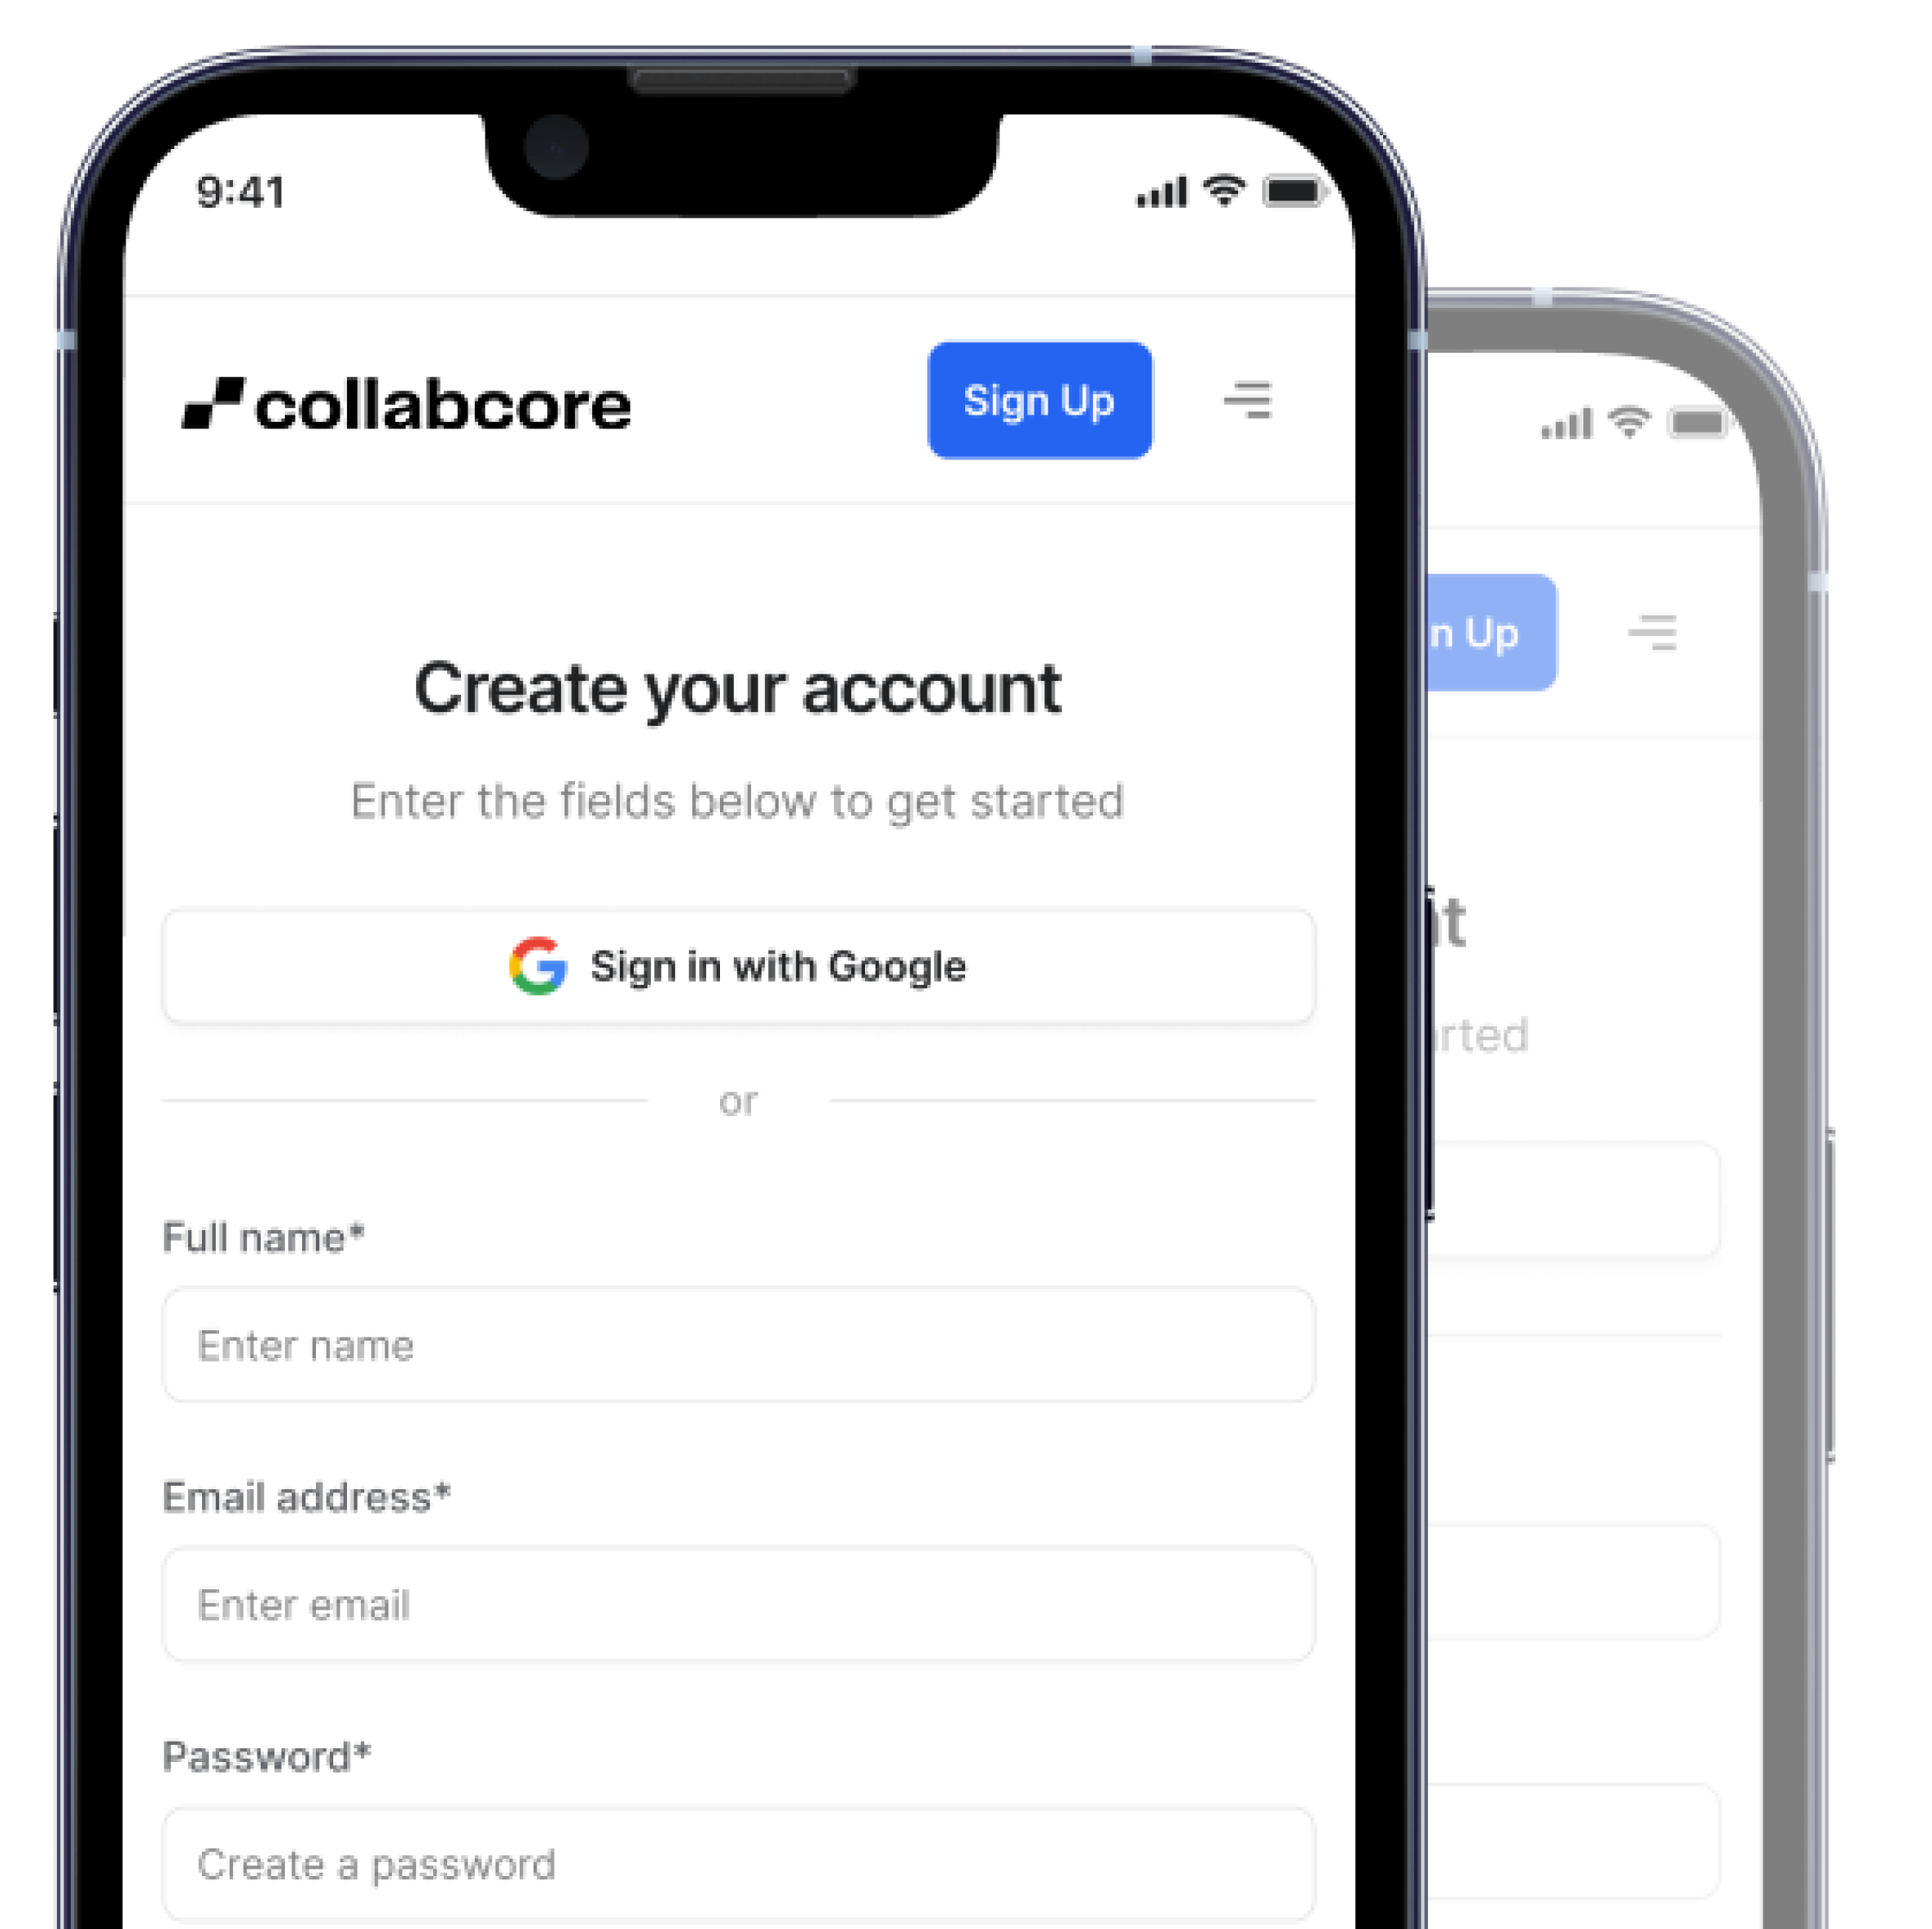 9:41
collabcore
Sign Up
Create your account
Enter the fields below to get started
Sign in with Google
or
Full name*
Enter name
Email address*
Enter email
Password*
Create a password
n Up
t
rted